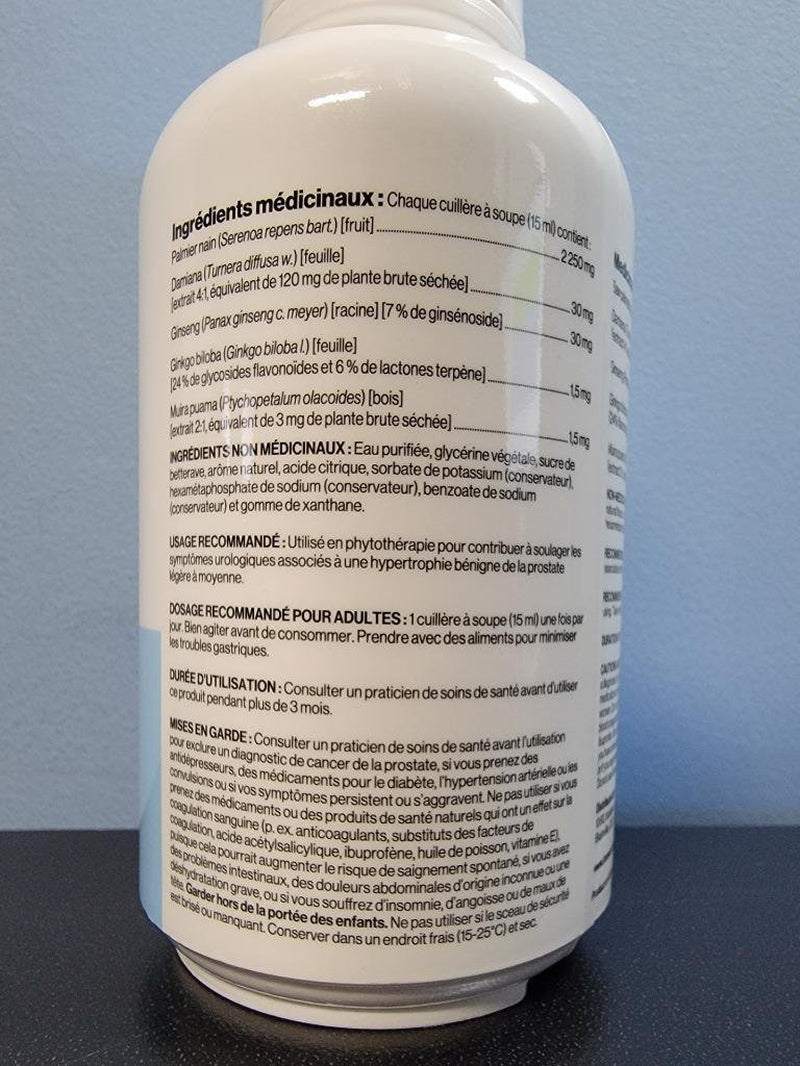 Ingrédients médicinaux : Chaque cuillère à soupe (15 ml) contient :
Palmier nain (Serenoa repens bart.) [fruit] 2 250 mg
Damiana (Turnera diffusa w.) [feuille]
[extrait 4:1, équivalent de 120 mg de plante brute séchée] 30 mg
Ginseng (Panax ginseng c. meyer) [racine] [7 % de ginsénoside] 30 mg
Ginkgo biloba (Ginkgo biloba l.) [feuille]
[24 % de glycosides flavonoïdes et 6 % de lactones terpène] 1,5 mg
Muira puama (Ptychopetalum olacoides) [bois]
[extrait 2:1, équivalent de 3 mg de plante brute séchée] 1,5 mg
INGRÉDIENTS NON MÉDICINAUX : Eau purifiée, glycérine végétale, sucre de
betterave, arôme naturel, acide citrique, sorbate de potassium (conservateur),
hexamétaphosphate de sodium (conservateur), benzoate de sodium
(conservateur) et gomme de xanthane.
USAGE RECOMMANDÉ : Utilisé en phytothérapie pour contribuer à soulager les
symptômes urologiques associés à une hypertrophie bénigne de la prostate
légère à moyenne.
DOSAGE RECOMMANDÉ POUR ADULTES : 1 cuillère à soupe (15 ml) une fois par
jour. Bien agiter avant de consommer. Prendre avec des aliments pour minimiser
les troubles gastriques.
DURÉE D'UTILISATION : Consulter un praticien de soins de santé avant d'utiliser
ce produit pendant plus de 3 mois.
MISES EN GARDE : Consulter un praticien de soins de santé avant l'utilisation
pour exclure un diagnostic de cancer de la prostate, si vous prenez des
antidépresseurs, des médicaments pour le diabète, l'hypertension artérielle ou les
convulsions ou si vos symptômes persistent ou s'aggravent. Ne pas utiliser si vous
prenez des médicaments ou des produits de santé naturels qui ont un effet sur la
coagulation sanguine (p. ex. anticoagulants, substituts des facteurs de
coagulation, acide acétylsalicylique, ibuprofène, huile de poisson, vitamine E),
puisque cela pourrait augmenter le risque de saignement spontané, si vous avez
des problèmes intestinaux, des douleurs abdominales d'origine inconnue ou une
déshydratation grave, ou si vous souffrez d'insomnie, d'angoisse ou de maux de
tête. Garder hors de la portée des enfants. Ne pas utiliser si le sceau de sécurité
est brisé ou manquant. Conserver dans un endroit frais (15-25°C) et sec.